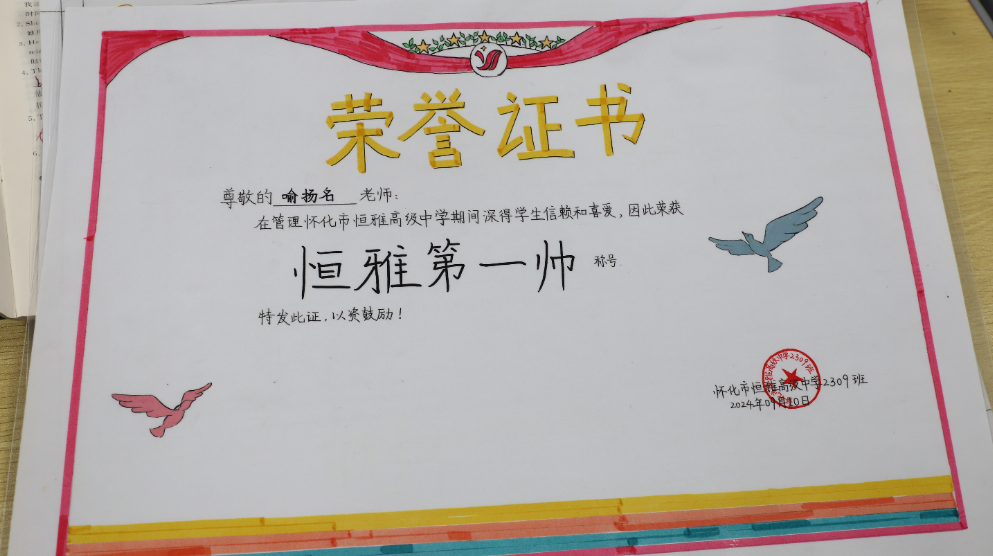 荣誉证书
尊敬的 喻扬名 老师:
在管理怀化市恒雅高级中学期间深得学生信赖和喜爱,因此荣获
恒雅第一帅 称号
特发此证,以资鼓励!
怀化市恒雅高级中学2309班
2024年09月10日